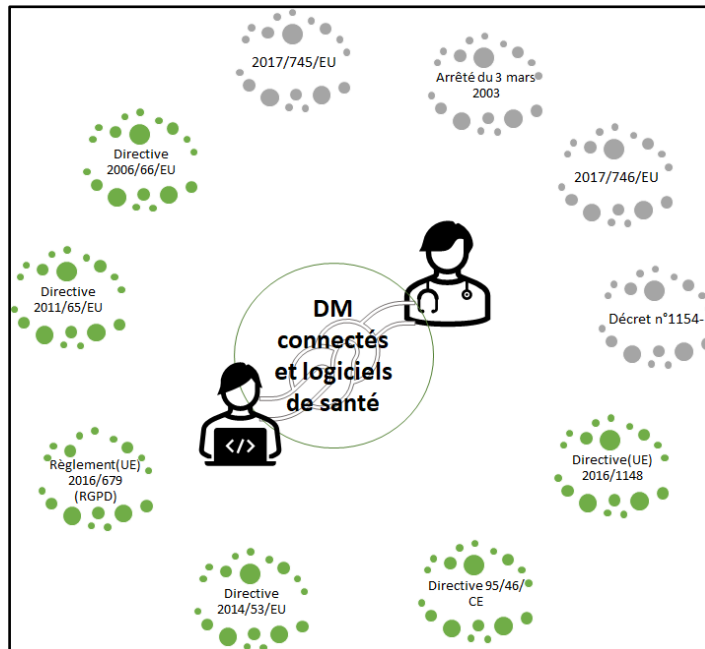 2017/745/EU
Arrêté du 3 mars
2003
Directive
2006/66/EU
2017/746/EU
Directive
2011/65/EU
DM
connectés
et logiciels
de santé
Décret n°1154-
</>
Règlement(UE)
2016/679
(RGPD)
Directive(UE)
2016/1148
Directive
2014/53/EU
Directive 95/46/
CE